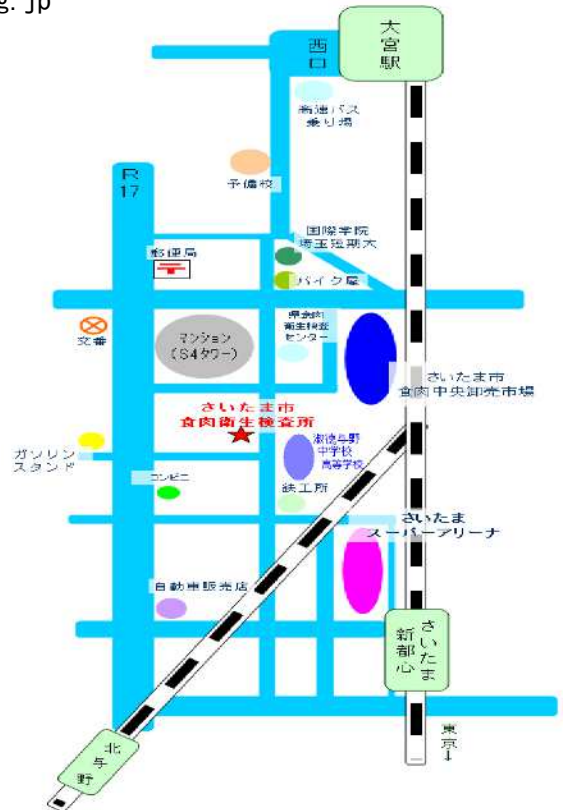 g. jp
大宮駅
西口
高速バス
乗り場
予備校
R
17
国際学院
埼玉短期大
郵便局
バイク屋
県食肉
衛生検査
センター
交番
マンション
(S4タワー)
さいたま市
食肉中央卸売市場
さいたま市
食肉衛生検査所
淑徳与野
中学校
高等学校
ガソリン
スタンド
コンビニ
鉄工所
さいたま
スーパーアリーナ
自動車販売店
さいたま
新都心
北与野
東京↓